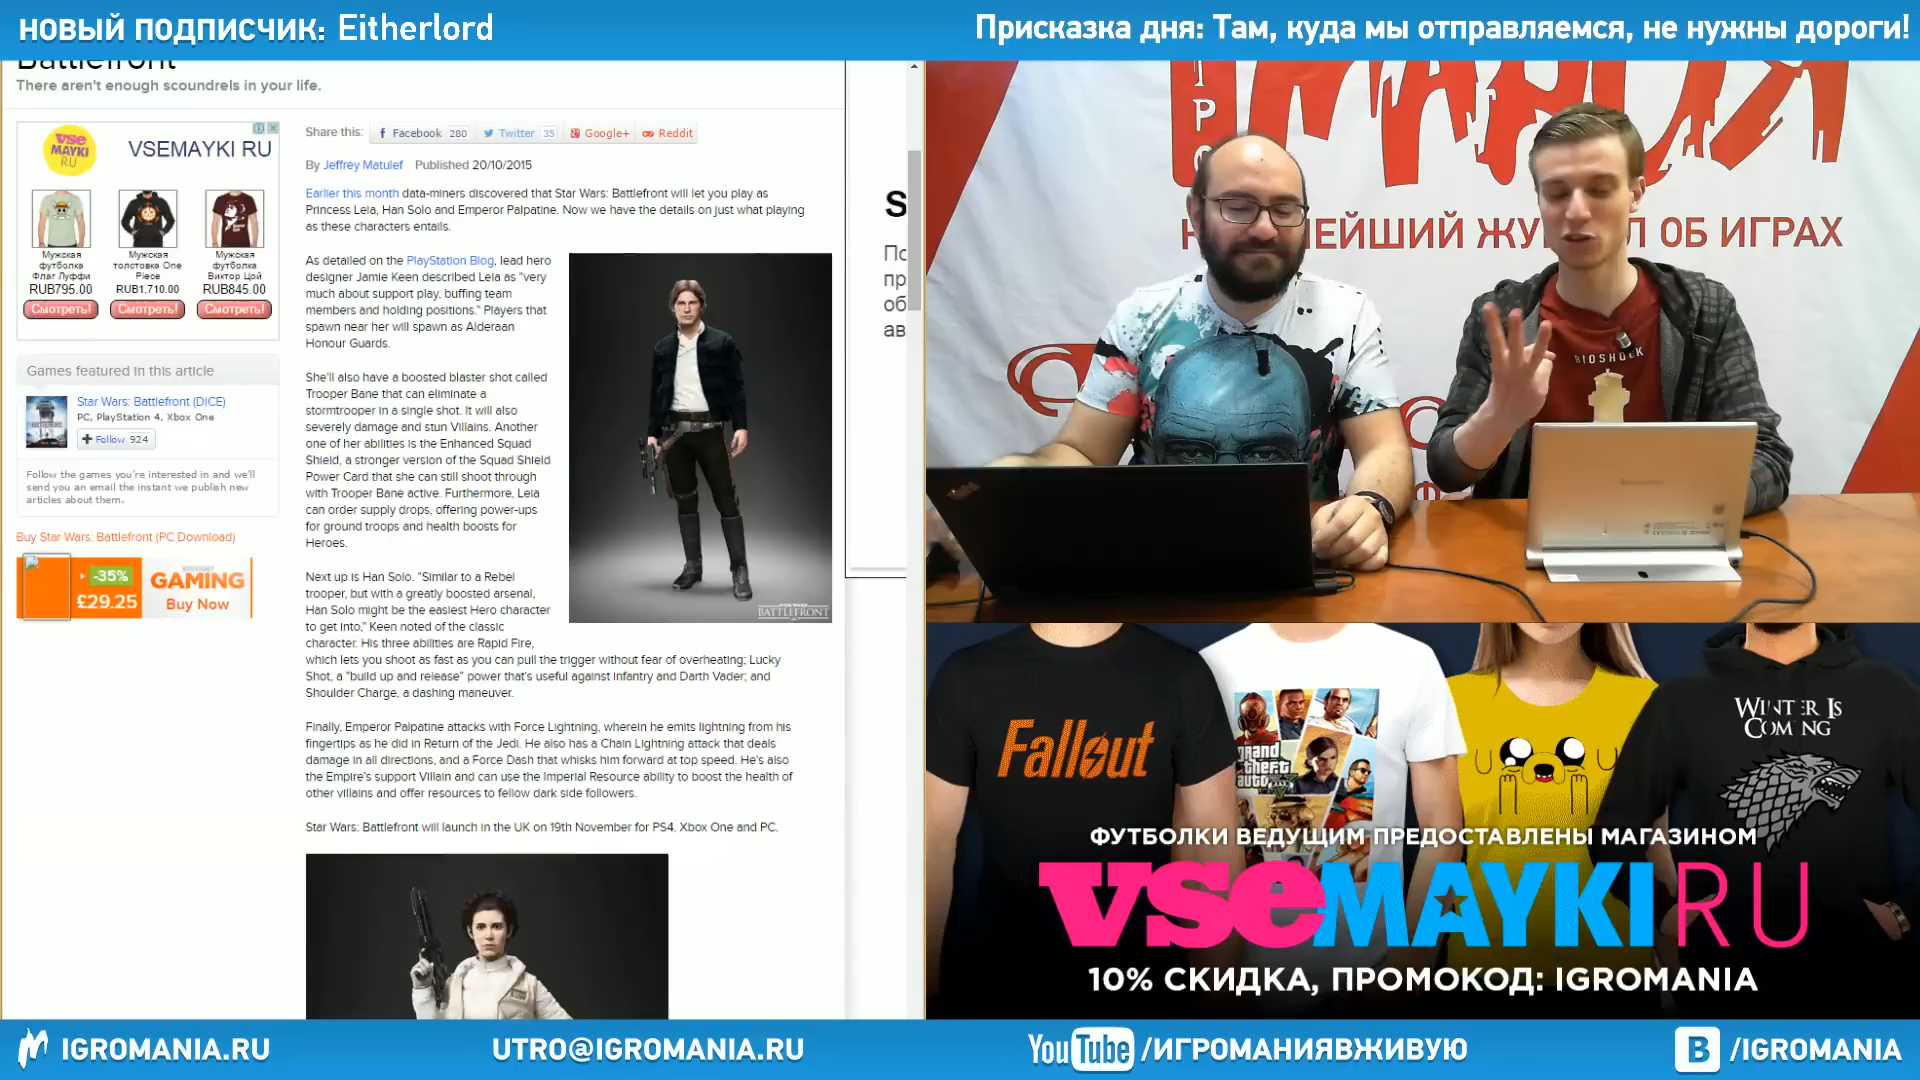 НОВЫЙ ПОДПИСЧИК: Eitherlord
Присказка дня: Там, куда мы отправляемся, не нужны дороги!
Battlefront
There aren't enough scoundrels in your life.
VSE
MAYKI
RU
VSEMAYKI RU
Мужская
футболка
Флаг Луффи
RUB795.00
Смотреть!
Мужская
толстовка One
Piece
RUB1,710.00
Смотреть!
Мужская
футболка
Виктор Цой
RUB845.00
Смотреть!
Games featured in this article
Star Wars: Battlefront (DICE)
PC, PlayStation 4, Xbox One
Follow 924
Follow the games you're interested in and we'll
send you an email the instant we publish new
articles about them.
Buy Star Wars: Battlefront (PC Download)
-35%
£29.25
GAMING
Buy Now
Share this: Facebook 280 Twitter 35 Google+ Reddit
By Jeffrey Matulef Published 20/10/2015
Earlier this month data-miners discovered that Star Wars: Battlefront will let you play as
Princess Leia, Han Solo and Emperor Palpatine. Now we have the details on just what playing
as these characters entails.
As detailed on the PlayStation Blog, lead hero
designer Jamie Keen described Leia as "very
much about support play, buffing team
members and holding positions." Players that
spawn near her will spawn as Alderaan
Honour Guards.
She'll also have a boosted blaster shot called
Trooper Bane that can eliminate a
stormtrooper in a single shot. It will also
severely damage and stun Villains. Another
one of her abilities is the Enhanced Squad
Shield, a stronger version of the Squad Shield
Power Card that she can still shoot through
with Trooper Bane active. Furthermore, Leia
can order supply drops, offering power-ups
for ground troops and health boosts for
Heroes.
Next up is Han Solo. "Similar to a Rebel
trooper, but with a greatly boosted arsenal,
Han Solo might be the easiest Hero character
to get into," Keen noted of the classic
character. His three abilities are Rapid Fire,
which lets you shoot as fast as you can pull the trigger without fear of overheating; Lucky
Shot, a "build up and release" power that's useful against infantry and Darth Vader; and
Shoulder Charge, a dashing maneuver.
Finally, Emperor Palpatine attacks with Force Lightning, wherein he emits lightning from his
fingertips as he did in Return of the Jedi. He also has a Chain Lightning attack that deals
damage in all directions, and a Force Dash that whisks him forward at top speed. He's also
the Empire's support Villain and can use the Imperial Resource ability to boost the health of
other villains and offer resources to fellow dark side followers.
Star Wars: Battlefront will launch in the UK on 19th November for PS4, Xbox One and PC.
BATTLEFRONT
S
По
пр
об
ав
ОБ ИГРАХ
BIOSHOCK
Fallout
grand
theft
auto
WINTER IS
COMING
ФУТБОЛКИ ВЕДУЩИМ ПРЕДОСТАВЛЕНЫ МАГАЗИНОМ
VSEMAYKI RU
10% СКИДКА, ПРОМОКОД: IGROMANIA
IGROMANIA.RU
UTRO@IGROMANIA.RU
YouTube /ИГРОМАНИЯВЖИВУЮ
В /IGROMANIA